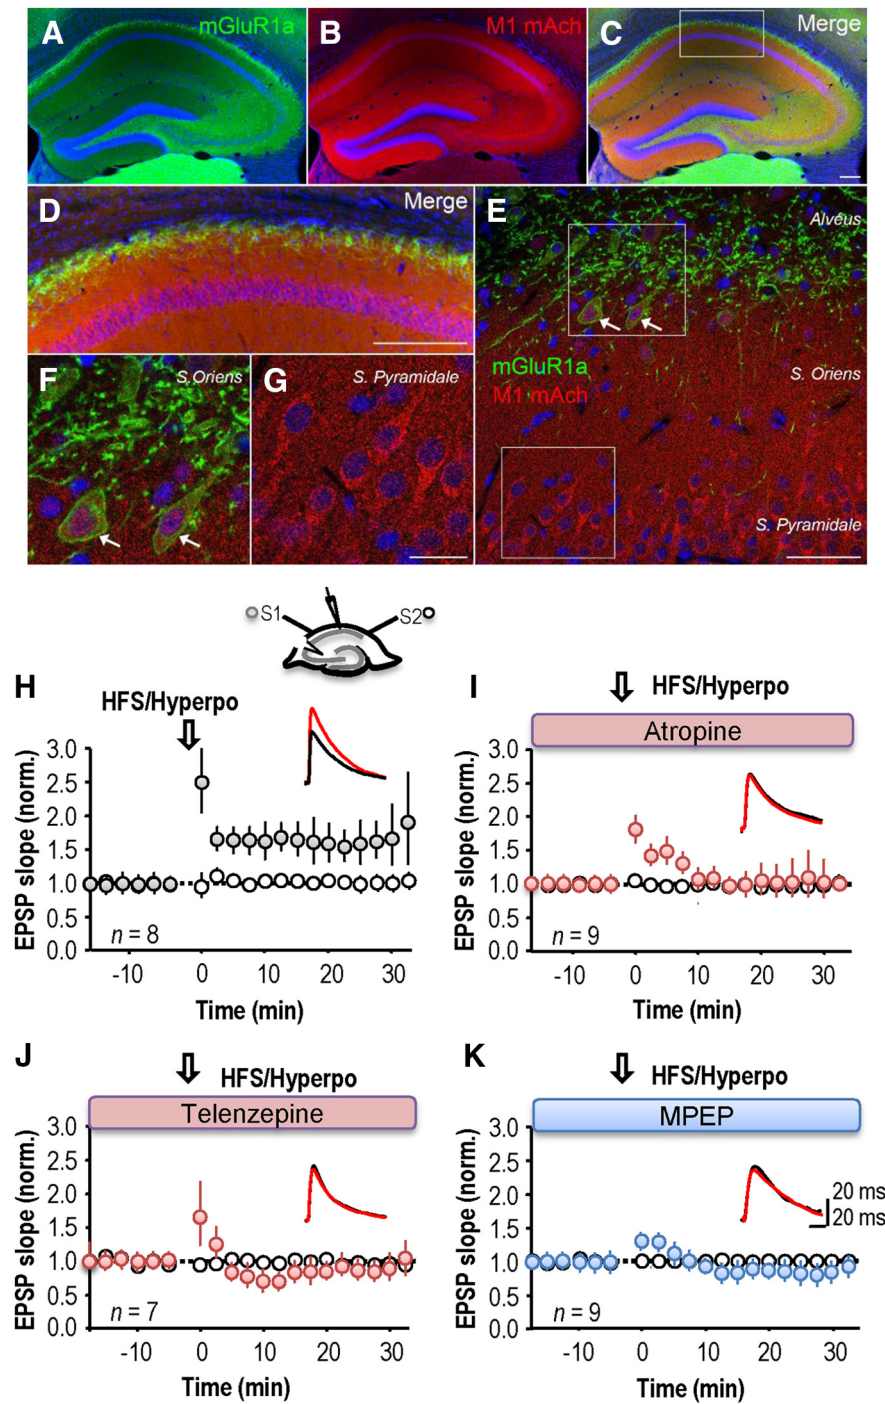 A
mGluR1a
B
M1 mAch
C
Merge
D
Merge
E
Alveus
mGluR1a
M1 mAch
S. Oriens
S. Pyramidale
F
S.Oriens
G
S. Pyramidale
S1
S2
H
HFS/Hyperpo
EPSP slope (norm.)
3.0
2.5
2.0
1.5
1.0
0.5
0.0
n = 8
-10 0 10 20 30
Time (min)
I
HFS/Hyperpo
Atropine
EPSP slope (norm.)
3.0
2.5
2.0
1.5
1.0
0.5
0.0
n = 9
-10 0 10 20 30
Time (min)
J
HFS/Hyperpo
Telenzepine
EPSP slope (norm.)
3.0
2.5
2.0
1.5
1.0
0.5
0.0
n = 7
-10 0 10 20 30
Time (min)
K
HFS/Hyperpo
MPEP
EPSP slope (norm.)
3.0
2.5
2.0
1.5
1.0
0.5
0.0
20 ms
20 ms
n = 9
-10 0 10 20 30
Time (min)